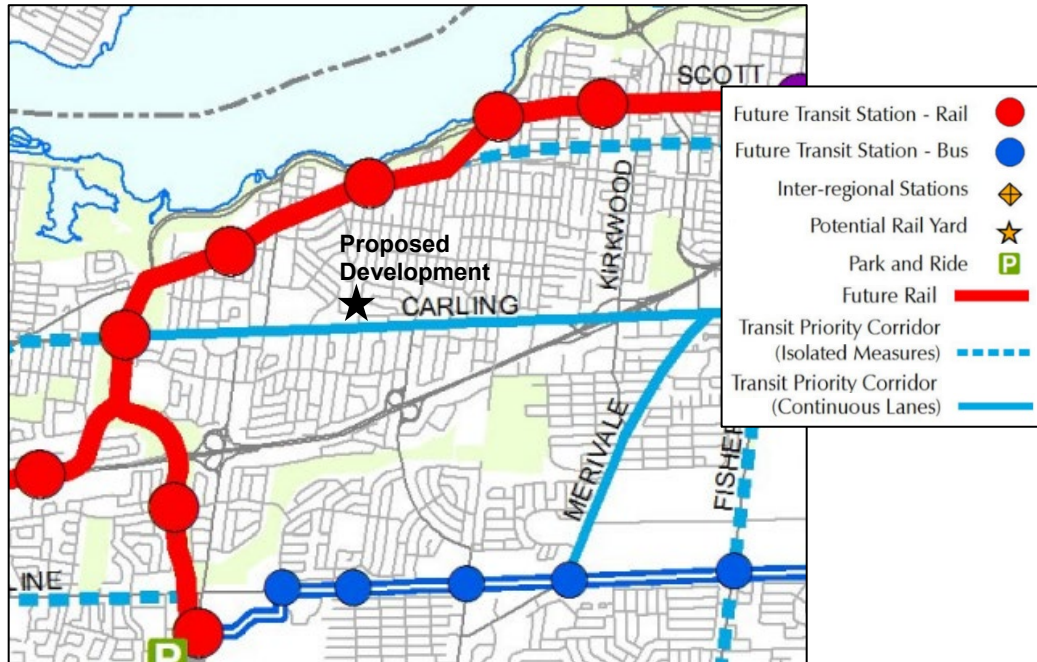 SCOTT
KIRKWOOD
Proposed
Development
CARLING
MERIVALE
FISHER
LINE
P
Future Transit Station - Rail
Future Transit Station - Bus
Inter-regional Stations
Potential Rail Yard
Park and Ride
P
Future Rail
Transit Priority Corridor
(Isolated Measures)
Transit Priority Corridor
(Continuous Lanes)